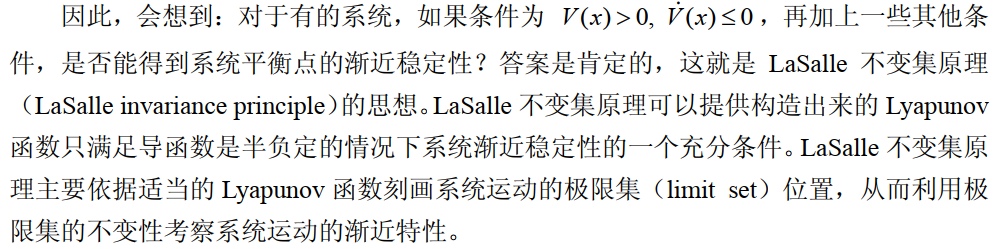 因此，会想到：对于有的系统，如果条件为 V(x)>0, V̇(x)≤0，再加上一些其他条
件，是否能得到系统平衡点的渐近稳定性？答案是肯定的，这就是 LaSalle 不变集原理
（LaSalle invariance principle）的思想。LaSalle 不变集原理可以提供构造出来的 Lyapunov
函数只满足导函数是半负定的情况下系统渐近稳定性的一个充分条件。LaSalle 不变集原
理主要依据适当的 Lyapunov 函数刻画系统运动的极限集（limit set）位置，从而利用极
限集的不变性考察系统运动的渐近特性。